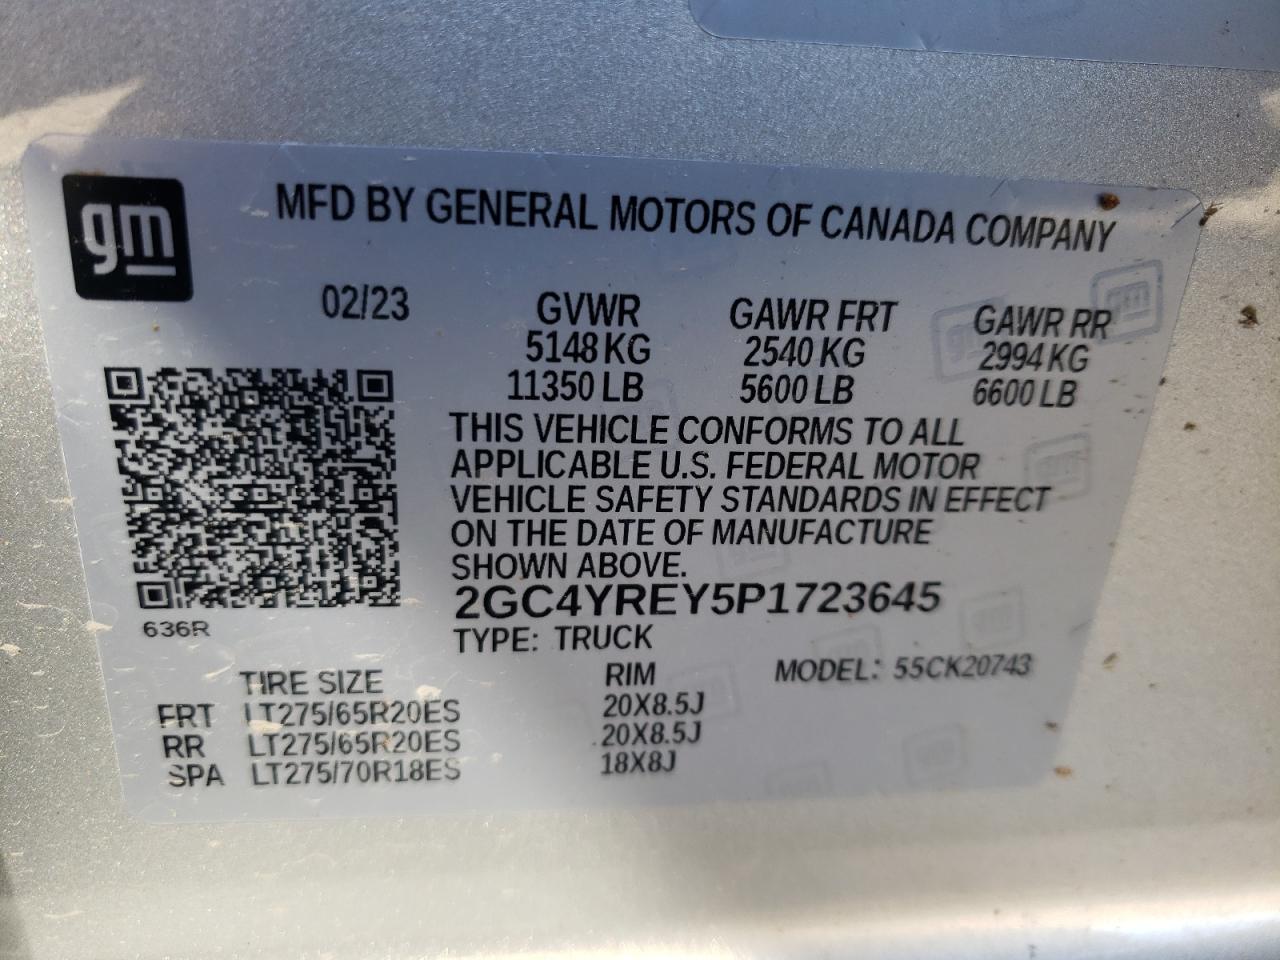 gm
MFD BY GENERAL MOTORS OF CANADA COMPANY
02/23 GVWR GAWR FRT GAWR RR
5148 KG 2540 KG 2994 KG
11350 LB 5600 LB 6600 LB
THIS VEHICLE CONFORMS TO ALL
APPLICABLE U.S. FEDERAL MOTOR
VEHICLE SAFETY STANDARDS IN EFFECT
ON THE DATE OF MANUFACTURE
SHOWN ABOVE.
2GC4YREY5P1723645
636R
TYPE: TRUCK
MODEL: 55CK20743
TIRE SIZE RIM
FRT LT275/65R20ES 20X8.5J
RR LT275/65R20ES 20X8.5J
SPA LT275/70R18ES 18X8J